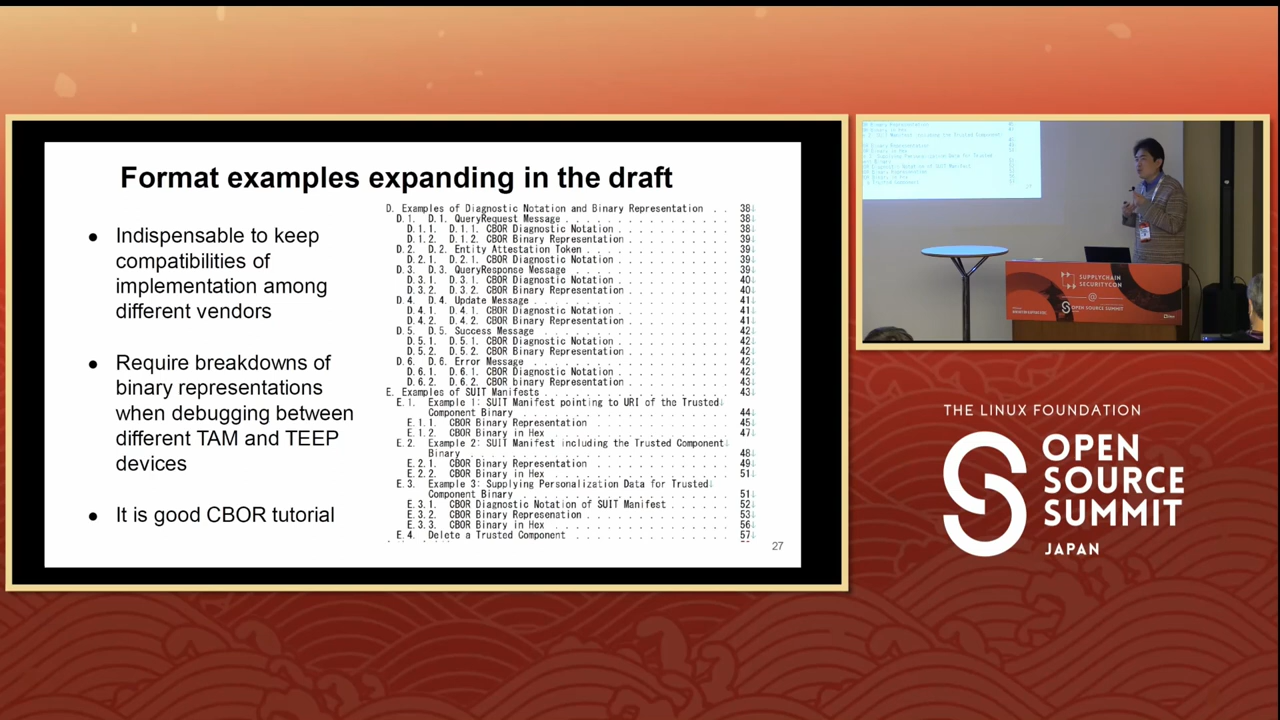 Format examples expanding in the draft
● Indispensable to keep
compatibilities of
implementation among
different vendors
● Require breakdowns of
binary representations
when debugging between
different TAM and TEEP
devices
● It is good CBOR tutorial
D. Examples of Diagnostic Notation and Binary Representation . . 38↓
D.1. D.1. QueryRequest Message . . . . . . . . . . . . . . . 38↓
D.1.1. D.1.1. CBOR Diagnostic Notation . . . . . . . . . . 38↓
D.1.2. D.1.2. CBOR Binary Representation . . . . . . . . . 39↓
D.2. D.2. Entity Attestation Token . . . . . . . . . . . . . 39↓
D.2.1. D.2.1. CBOR Diagnostic Notation . . . . . . . . . . 39↓
D.3. D.3. QueryResponse Message . . . . . . . . . . . . . . 39↓
D.3.1. D.3.1. CBOR Diagnostic Notation . . . . . . . . . . 40↓
D.3.2. D.3.2. CBOR Binary Representation . . . . . . . . . 40↓
D.4. D.4. Update Message . . . . . . . . . . . . . . . . . . 41↓
D.4.1. D.4.1. CBOR Diagnostic Notation . . . . . . . . . . 41↓
D.4.2. D.4.2. CBOR Binary Representation . . . . . . . . . 41↓
D.5. D.5. Success Message . . . . . . . . . . . . . . . . . 42↓
D.5.1. D.5.1. CBOR Diagnostic Notation . . . . . . . . . . 42↓
D.5.2. D.5.2. CBOR Binary Representation . . . . . . . . . 42↓
D.6. D.6. Error Message . . . . . . . . . . . . . . . . . . 42↓
D.6.1. D.6.1. CBOR Diagnostic Notation . . . . . . . . . . 42↓
D.6.2. D.6.2. CBOR binary Representation . . . . . . . . . 43↓
E. Examples of SUIT Manifests . . . . . . . . . . . . . . . . . 43↓
E.1. Example 1: SUIT Manifest pointing to URI of the Trusted↓
Component Binary . . . . . . . . . . . . . . . . . . . . 44↓
E.1.1. CBOR Binary Representation . . . . . . . . . . . . . 45↓
E.1.2. CBOR Binary in Hex . . . . . . . . . . . . . . . . . 47↓
E.2. Example 2: SUIT Manifest including the Trusted Component↓
Binary . . . . . . . . . . . . . . . . . . . . . . . . . 48↓
E.2.1. CBOR Binary Representation . . . . . . . . . . . . . 49↓
E.2.2. CBOR Binary in Hex . . . . . . . . . . . . . . . . . 51↓
E.3. Example 3: Supplying Personalization Data for Trusted↓
Component Binary . . . . . . . . . . . . . . . . . . . . 51↓
E.3.1. CBOR Diagnostic Notation of SUIT Manifest . . . . . 52↓
E.3.2. CBOR Binary Represenation . . . . . . . . . . . . . 53↓
E.3.3. CBOR Binary in Hex . . . . . . . . . . . . . . . . . 56↓
E.4. Delete a Trusted Component . . . . . . . . . . . . . . . 57↓
27
SUPPLYCHAIN
SECURITYCON
@
OPEN SOURCE SUMMIT
THE LINUX FOUNDATION
OPEN
SOURCE
SUMMIT
JAPAN